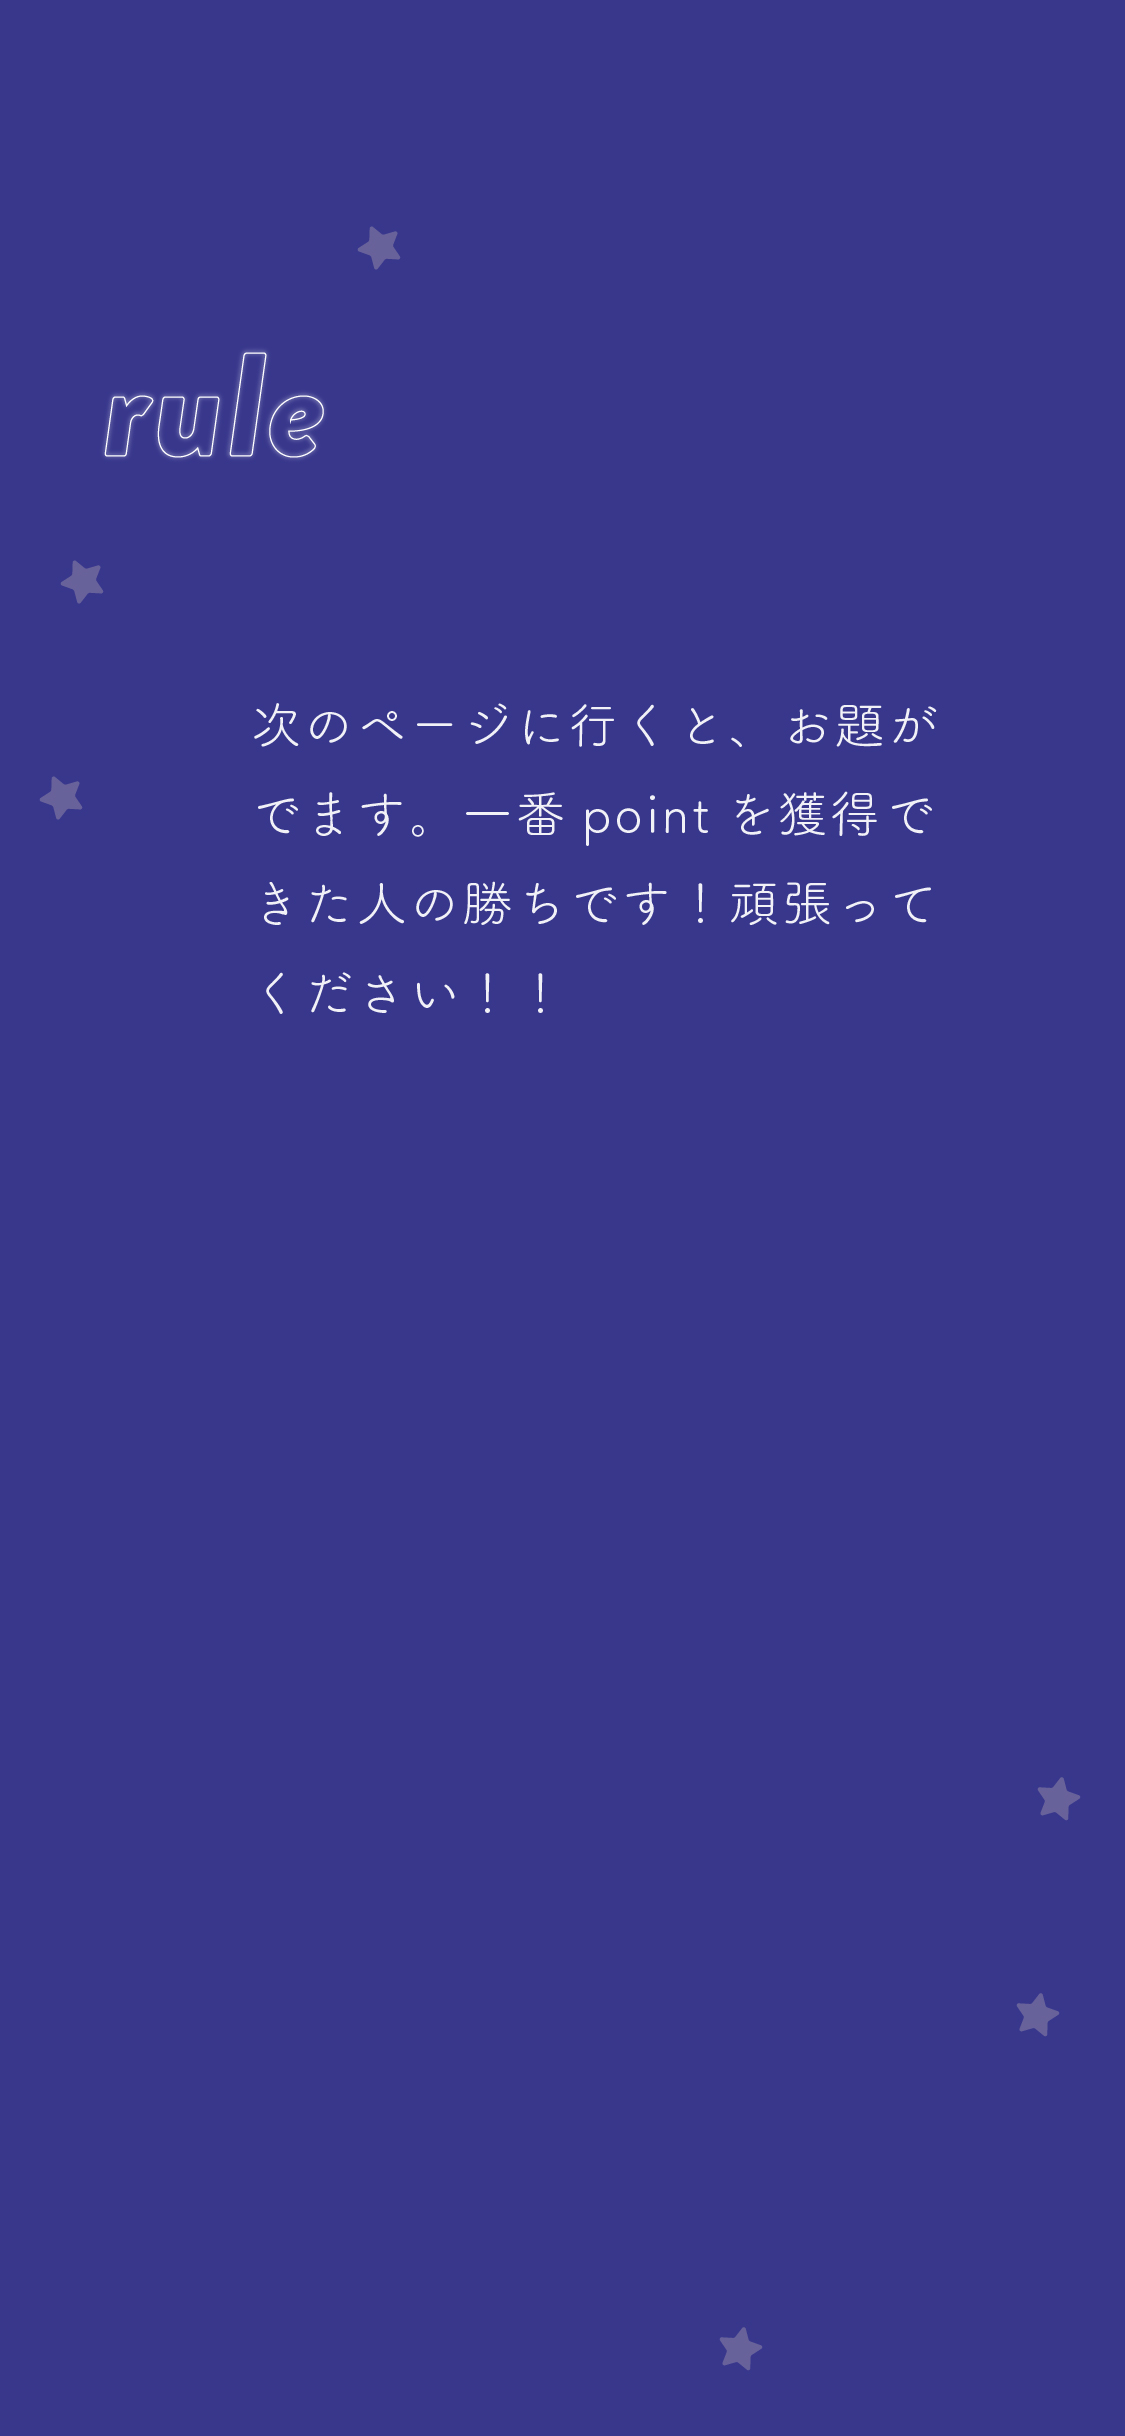 rule
次のページに行くと、お題が
でます。一番 point を獲得で
きた人の勝ちです！頑張って
ください！！